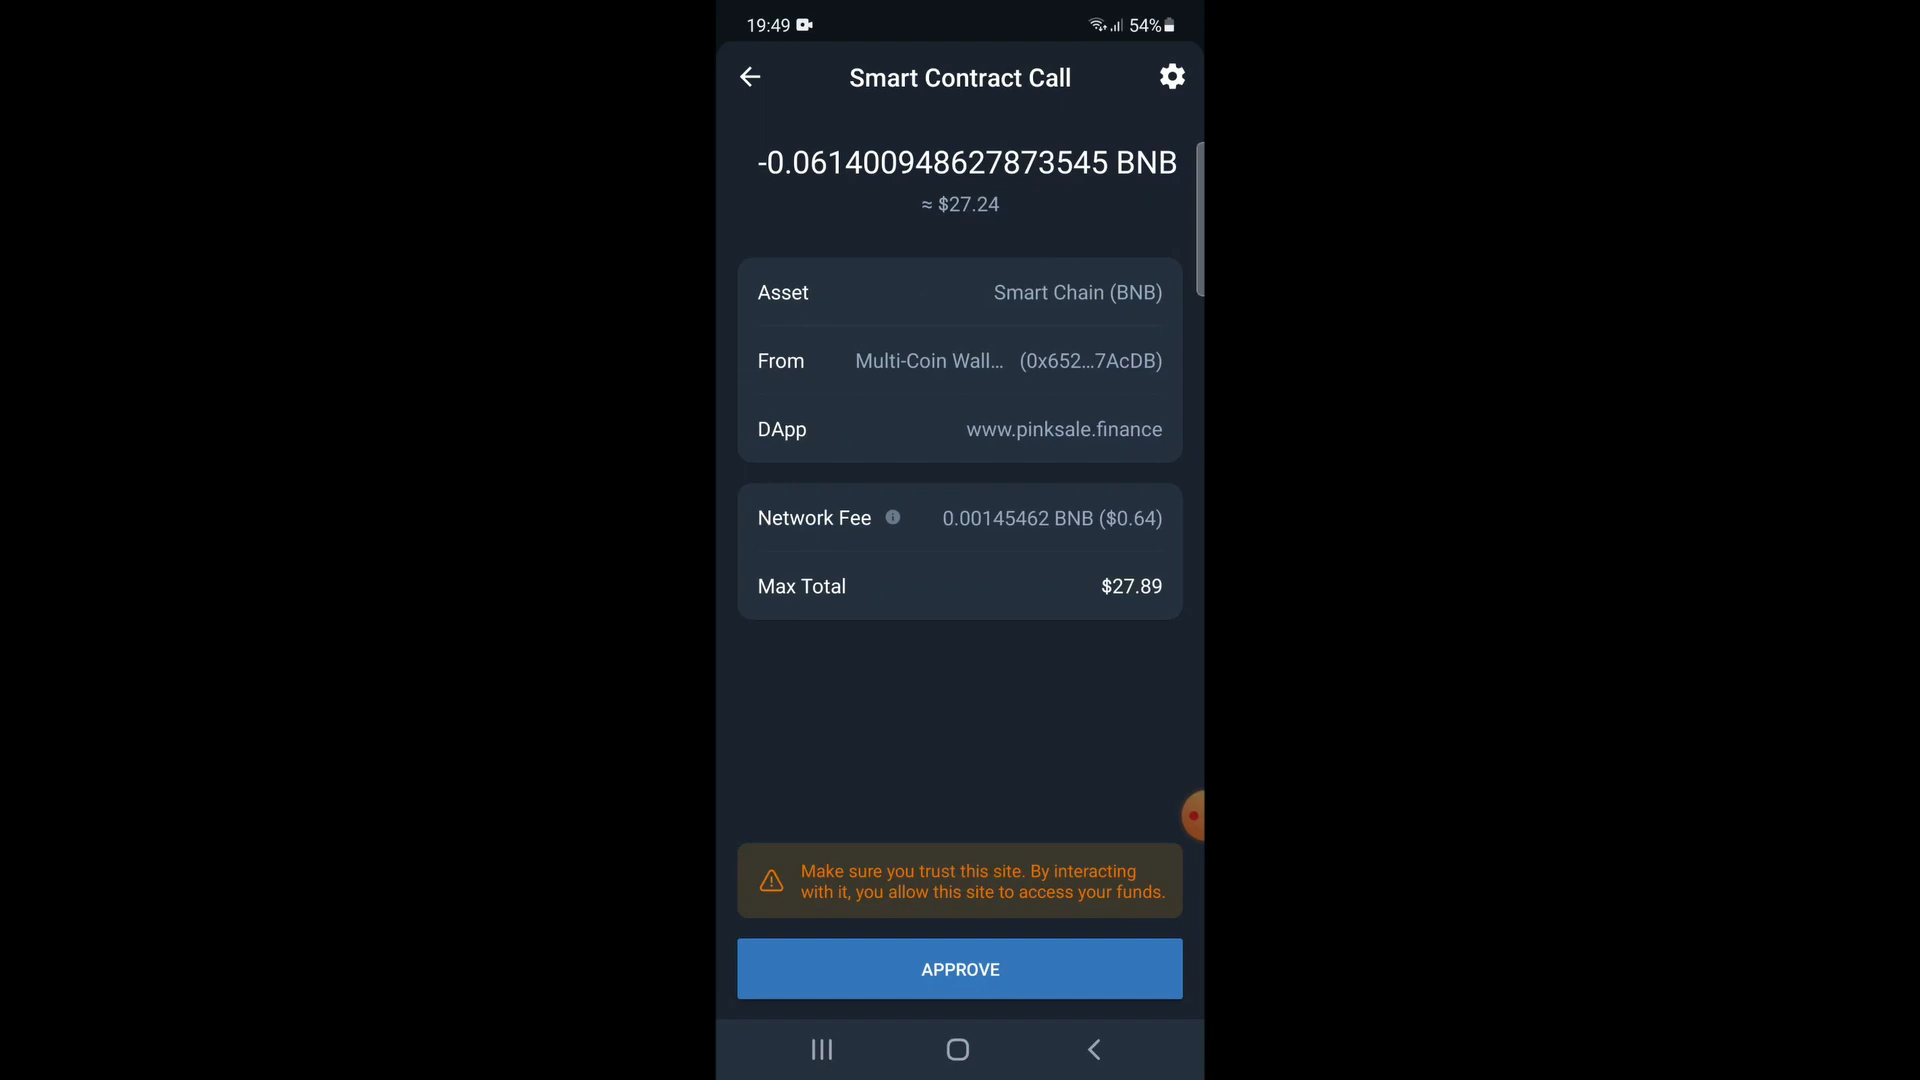 19:49 54%
Smart Contract Call
-0.061400948627873545 BNB
≈ $27.24
Asset Smart Chain (BNB)
From Multi-Coin Wall... (0x652...7AcDB)
DApp www.pinksale.finance
Network Fee 0.00145462 BNB ($0.64)
Max Total $27.89
Make sure you trust this site. By interacting
with it, you allow this site to access your funds.
APPROVE